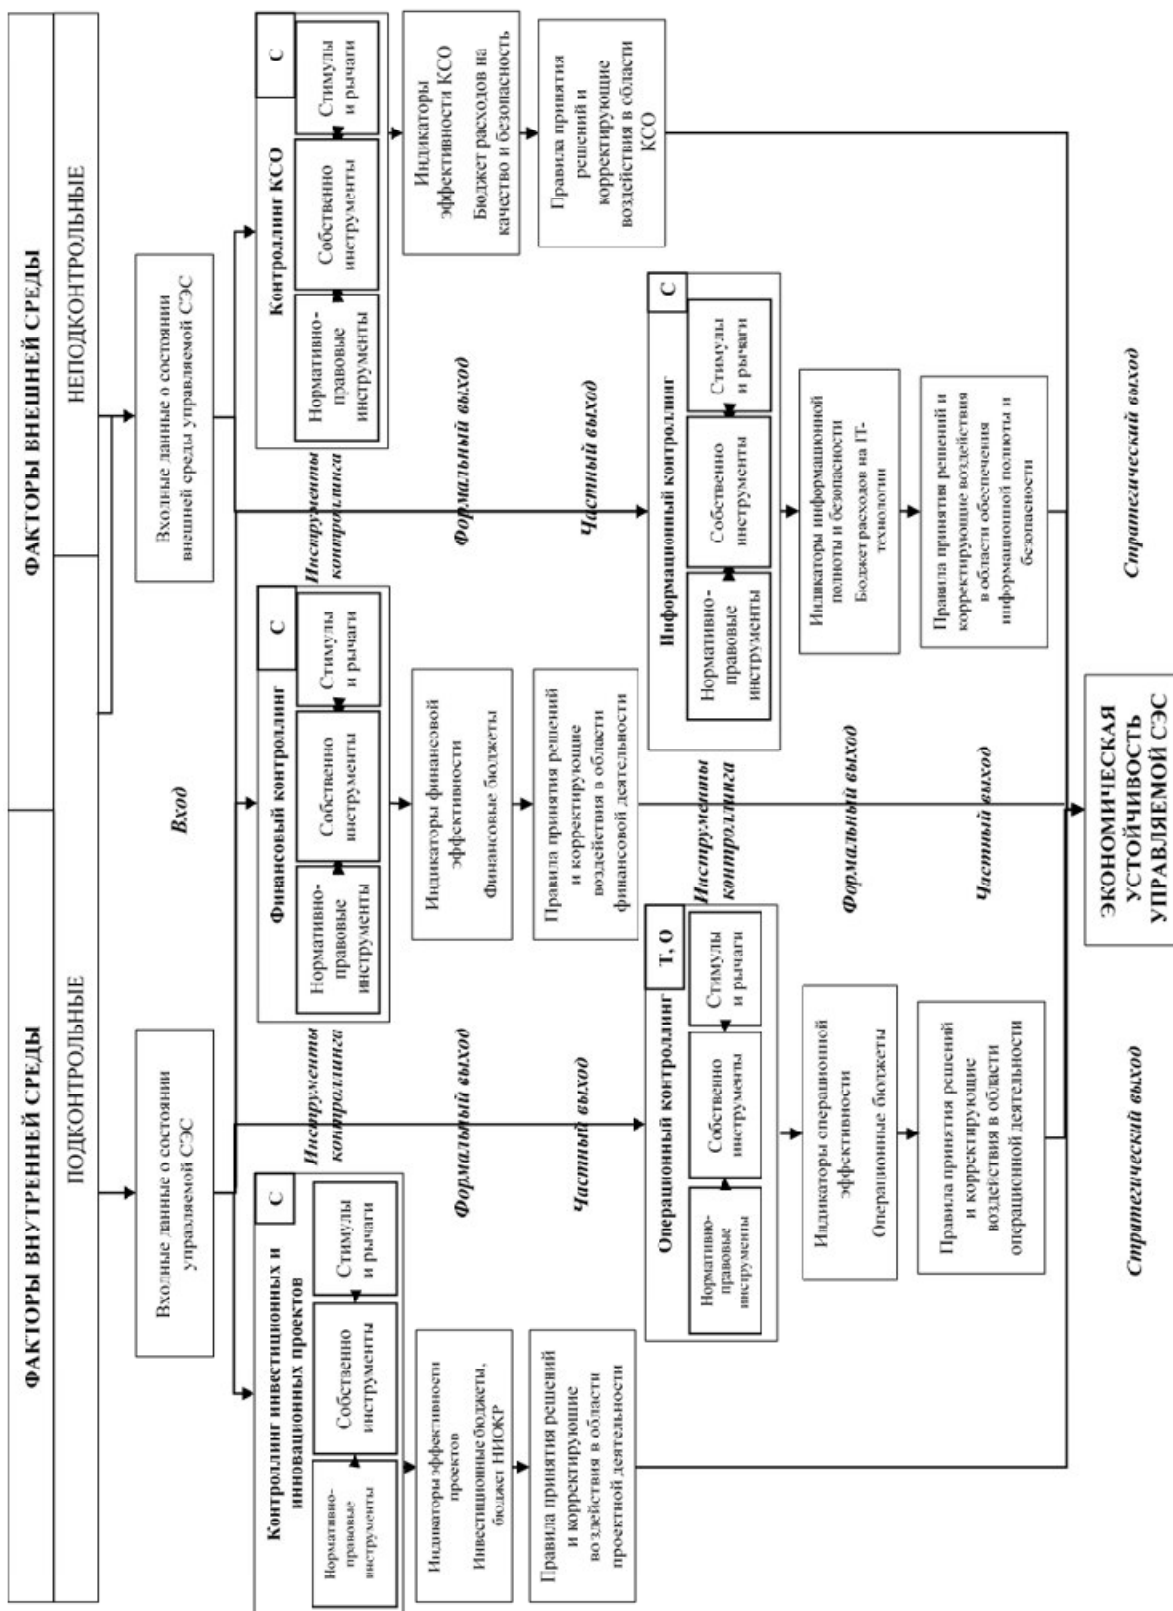 ФАКТОРЫ ВНУТРЕННЕЙ СРЕДЫ
ФАКТОРЫ ВНЕШНЕЙ СРЕДЫ
ПОДКОНТРОЛЬНЫЕ
НЕПОДКОНТРОЛЬНЫЕ
Входные данные о состоянии
управляемой СЭС
Вход
Входные данные о состоянии
внешней среды управляемой СЭС
Контроллинг инвестиционных и
инновационных проектов
С
Нормативно-
правовые
инструменты
Собственно
инструменты
Стимулы
и рычаги
Инструменты
контроллинга
Финансовый контроллинг
С
Нормативно-
правовые
инструменты
Собственно
инструменты
Стимулы
и рычаги
Инструменты
контроллинга
Контроллинг КСО
С
Нормативно-
правовые
инструменты
Собственно
инструменты
Стимулы
и рычаги
Индикаторы эффективности
проектов
Инвестиционные бюджеты,
бюджет НИОКР
Формальный выход
Индикаторы финансовой
эффективности
Финансовые бюджеты
Формальный выход
Индикаторы
эффективности КСО
Бюджет расходов на
качество и безопасность
Правила принятия решений
и корректирующие
воздействия в области
проектной деятельности
Частный выход
Правила принятия решений
и корректирующие
воздействия в области
финансовой деятельности
Частный выход
Правила принятия
решений и
корректирующие
воздействия в области
КСО
Операционный контроллинг
Т, О
Нормативно-
правовые
инструменты
Собственно
инструменты
Стимулы
и рычаги
Инструменты
контроллинга
Информационный контроллинг
С
Нормативно-
правовые
инструменты
Собственно
инструменты
Стимулы
и рычаги
Индикаторы операционной
эффективности
Операционные бюджеты
Формальный выход
Индикаторы информационной
полноты и безопасности
Бюджет расходов на IT-
технологии
Правила принятия решений
и корректирующие
воздействия в области
операционной деятельности
Частный выход
Правила принятия решений и
корректирующие воздействия
в области обеспечения
информационной полноты и
безопасности
Стратегический выход
ЭКОНОМИЧЕСКАЯ
УСТОЙЧИВОСТЬ
УПРАВЛЯЕМОЙ СЭС
Стратегический выход